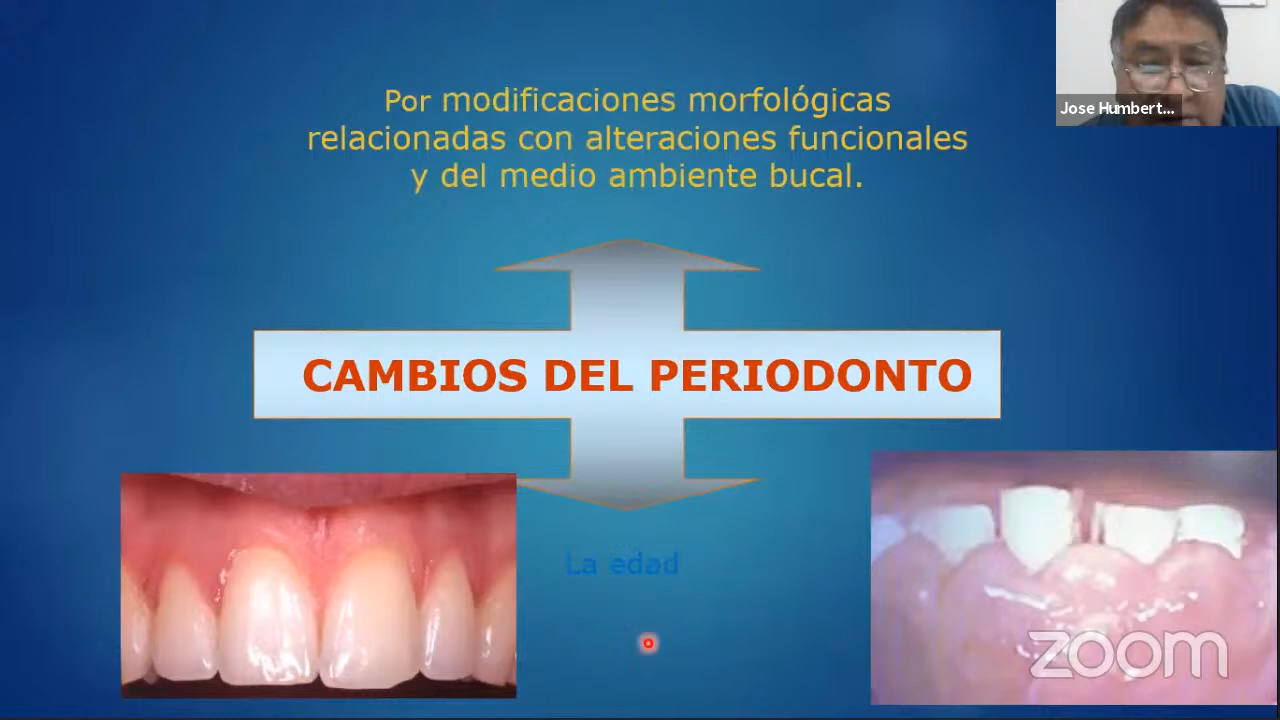 Por modificaciones morfológicas
relacionadas con alteraciones funcionales
y del medio ambiente bucal.
Jose Humbert...
CAMBIOS DEL PERIODONTO
La edad
zoom